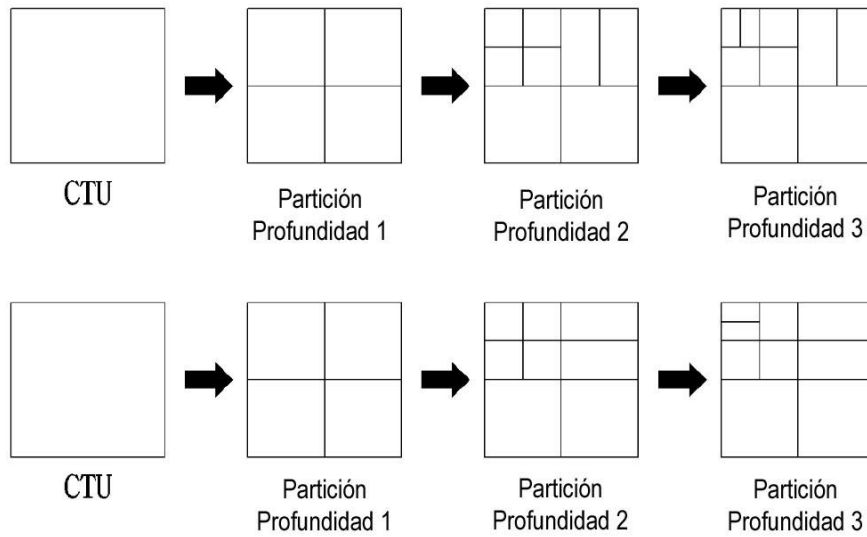 CTU
Partición
Profundidad 1
Partición
Profundidad 2
Partición
Profundidad 3
CTU
Partición
Profundidad 1
Partición
Profundidad 2
Partición
Profundidad 3